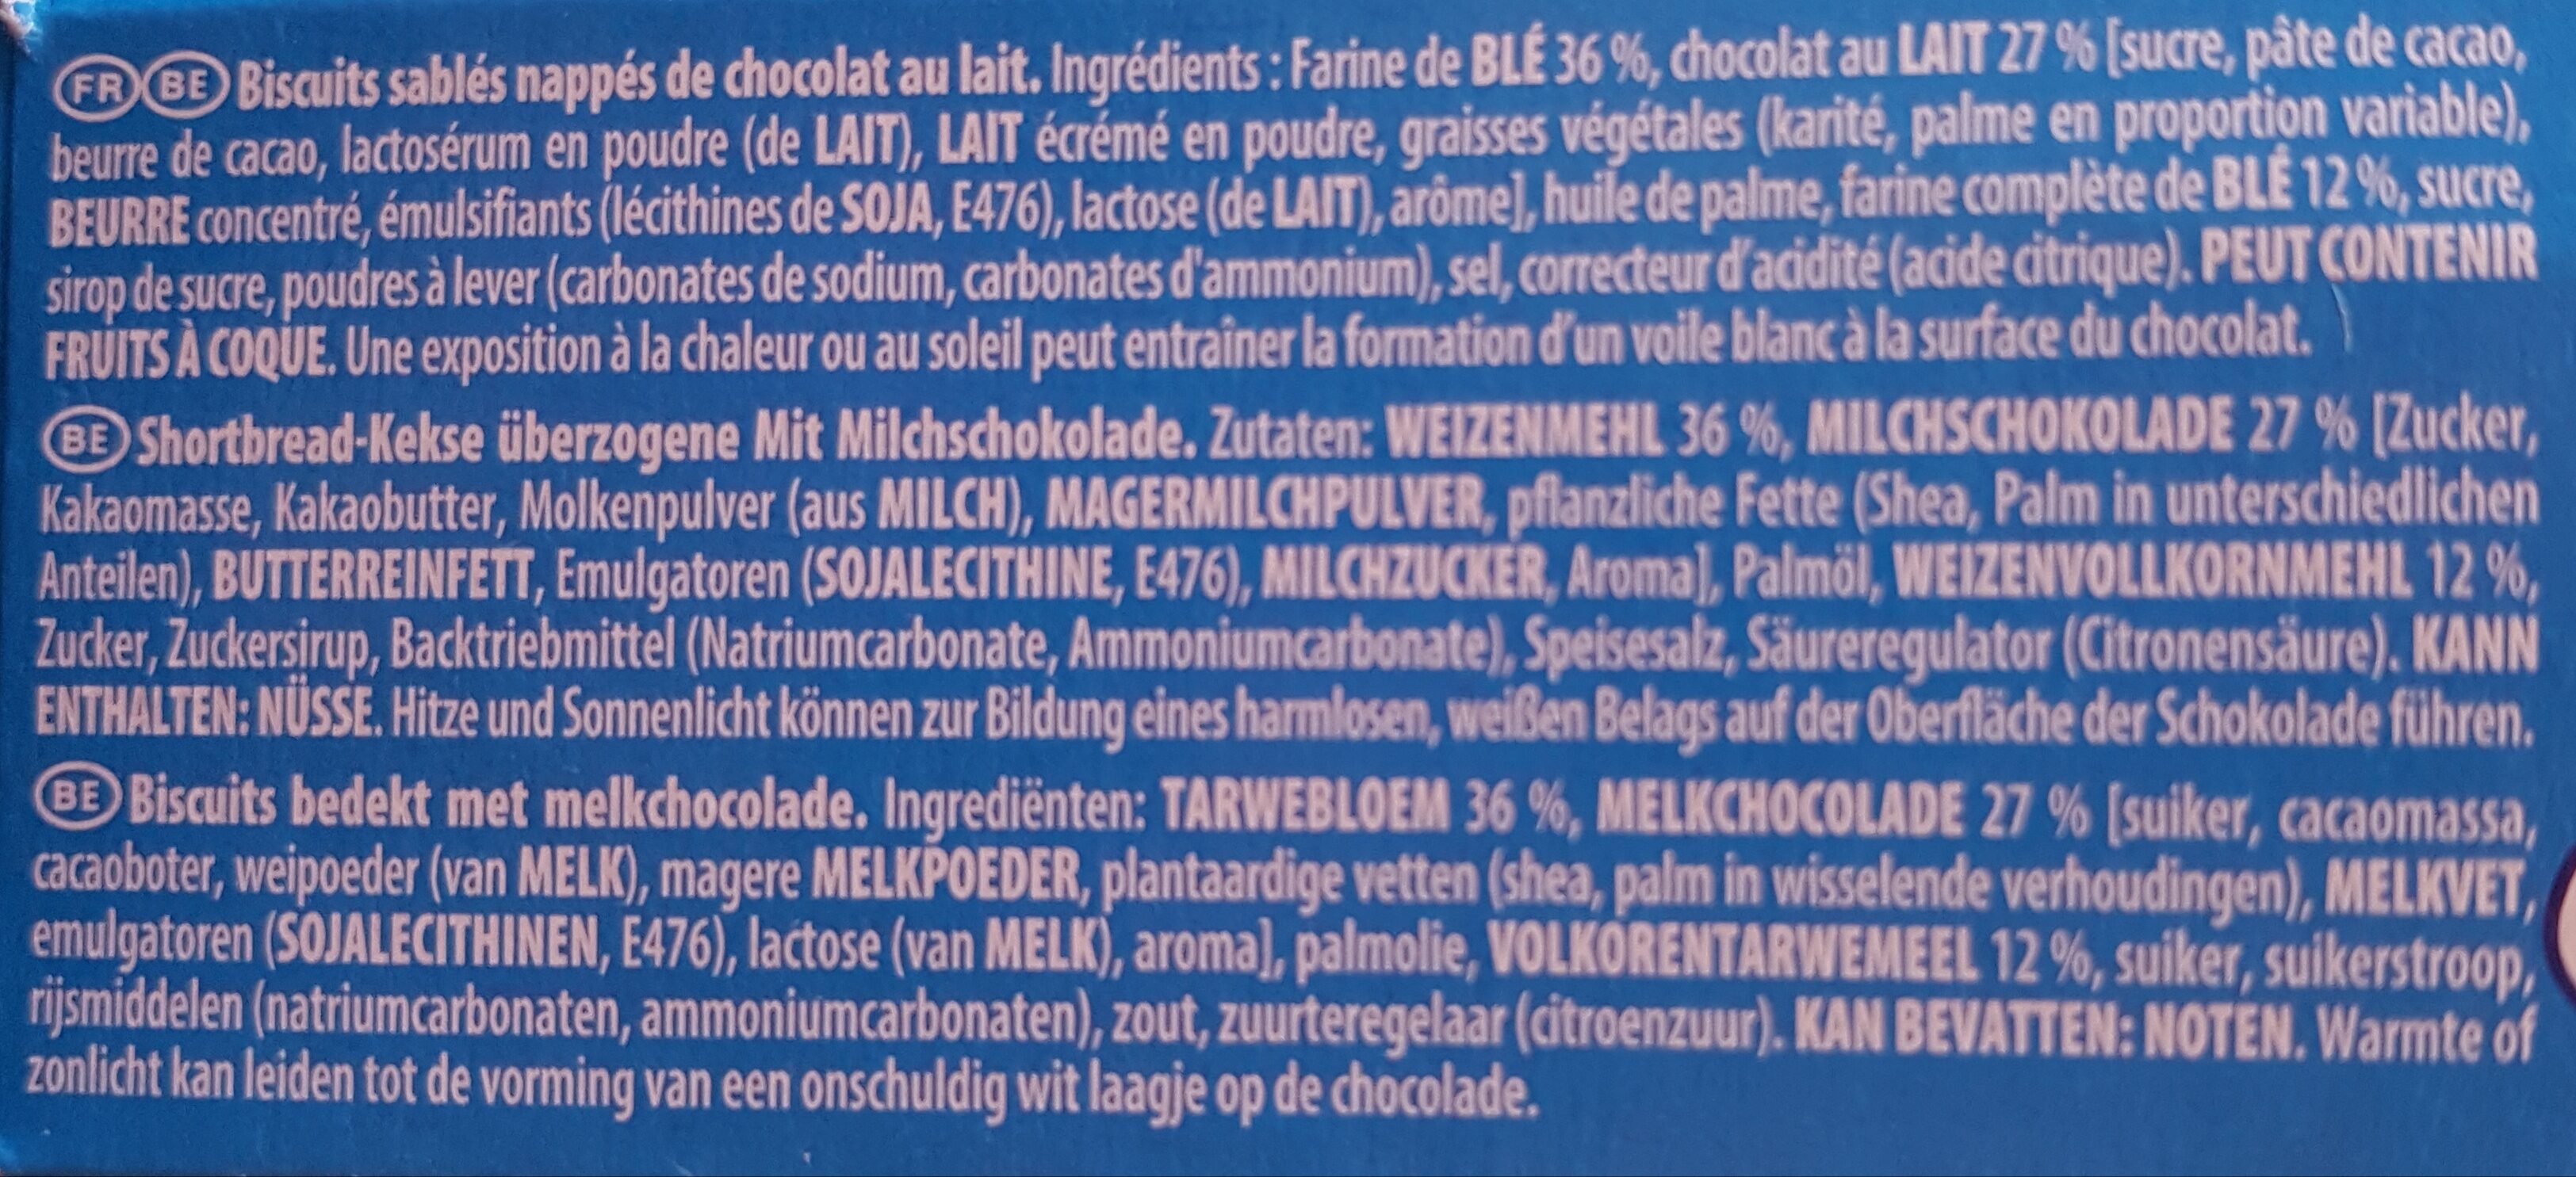 FR BE Biscuits sablés nappés de chocolat au lait. Ingrédients : Farine de BLÉ 36 %, chocolat au LAIT 27 % [sucre, pâte de cacao,
beurre de cacao, lactosérum en poudre (de LAIT), LAIT écrémé en poudre, graisses végétales (karité, palme en proportion variable),
BEURRE concentré, émulsifiants (lécithines de SOJA, E476), lactose (de LAIT), arôme], huile de palme, farine complète de BLÉ 12 %, sucre,
sirop de sucre, poudres à lever (carbonates de sodium, carbonates d'ammonium), sel, correcteur d'acidité (acide citrique). PEUT CONTENIR
FRUITS À COQUE. Une exposition à la chaleur ou au soleil peut entraîner la formation d'un voile blanc à la surface du chocolat.
BE Shortbread-Kekse überzogene Mit Milchschokolade. Zutaten: WEIZENMEHL 36 %, MILCHSCHOKOLADE 27 % [Zucker,
Kakaomasse, Kakaobutter, Molkenpulver (aus MILCH), MAGERMILCHPULVER, pflanzliche Fette (Shea, Palm in unterschiedlichen
Anteilen), BUTTERREINFETT, Emulgatoren (SOJALECITHINE, E476), MILCHZUCKER, Aroma], Palmöl, WEIZENVOLLKORNMEHL 12 %,
Zucker, Zuckersirup, Backtriebmittel (Natriumcarbonate, Ammoniumcarbonate), Speisesalz, Säureregulator (Citronensäure). KANN
ENTHALTEN: NÜSSE. Hitze und Sonnenlicht können zur Bildung eines harmlosen, weißen Belags auf der Oberfläche der Schokolade führen.
BE Biscuits bedekt met melkchocolade. Ingrediënten: TARWEBLOEM 36 %, MELKCHOCOLADE 27 % [suiker, cacaomassa,
cacaoboter, weipoeder (van MELK), magere MELKPOEDER, plantaardige vetten (shea, palm in wisselende verhoudingen), MELKVET,
emulgatoren (SOJALECITHINEN, E476), lactose (van MELK), aroma], palmolie, VOLKORENTARWEMEEL 12 %, suiker, suikerstroop,
rijsmiddelen (natriumcarbonaten, ammoniumcarbonaten), zout, zuurteregelaar (citroenzuur). KAN BEVATTEN: NOTEN. Warmte of
zonlicht kan leiden tot de vorming van een onschuldig wit laagje op de chocolade.